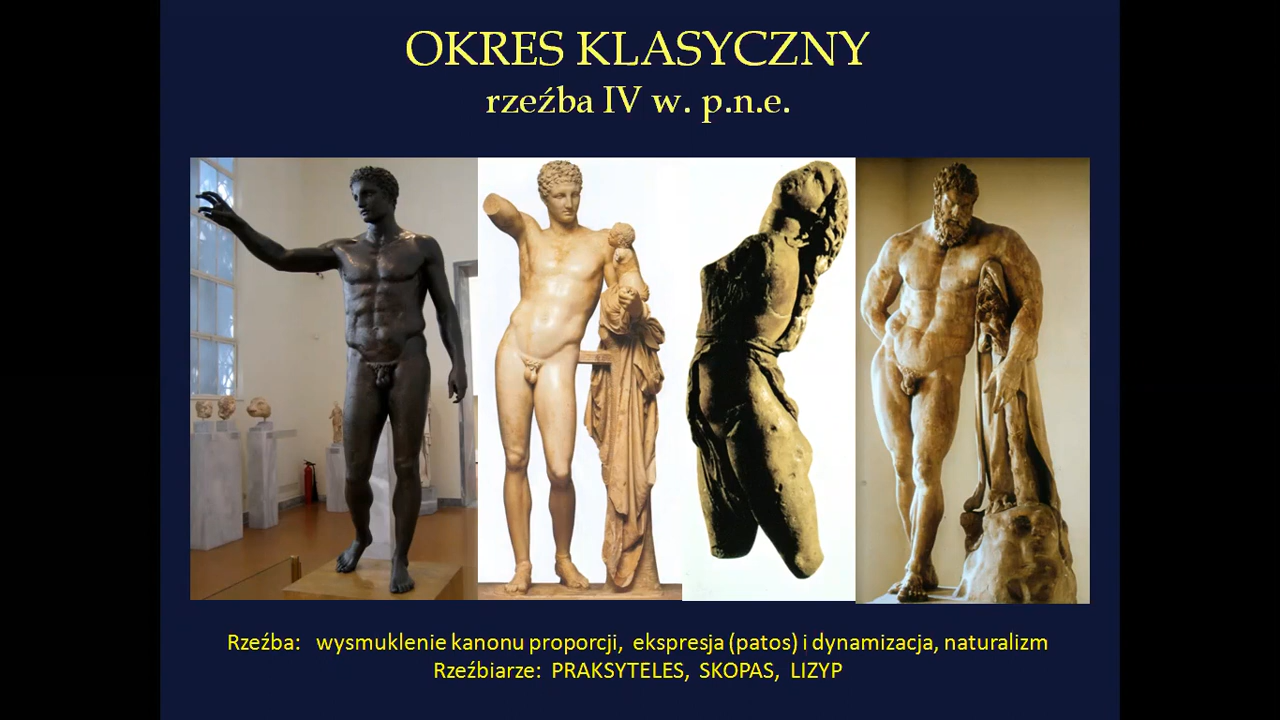 OKRES KLASYCZNY
rzeźba IV w. p.n.e.
Rzeźba: wysmuklenie kanonu proporcji, ekspresja (patos) i dynamizacja, naturalizm
Rzeźbiarze: PRAKSYTELES, SKOPAS, LIZYP